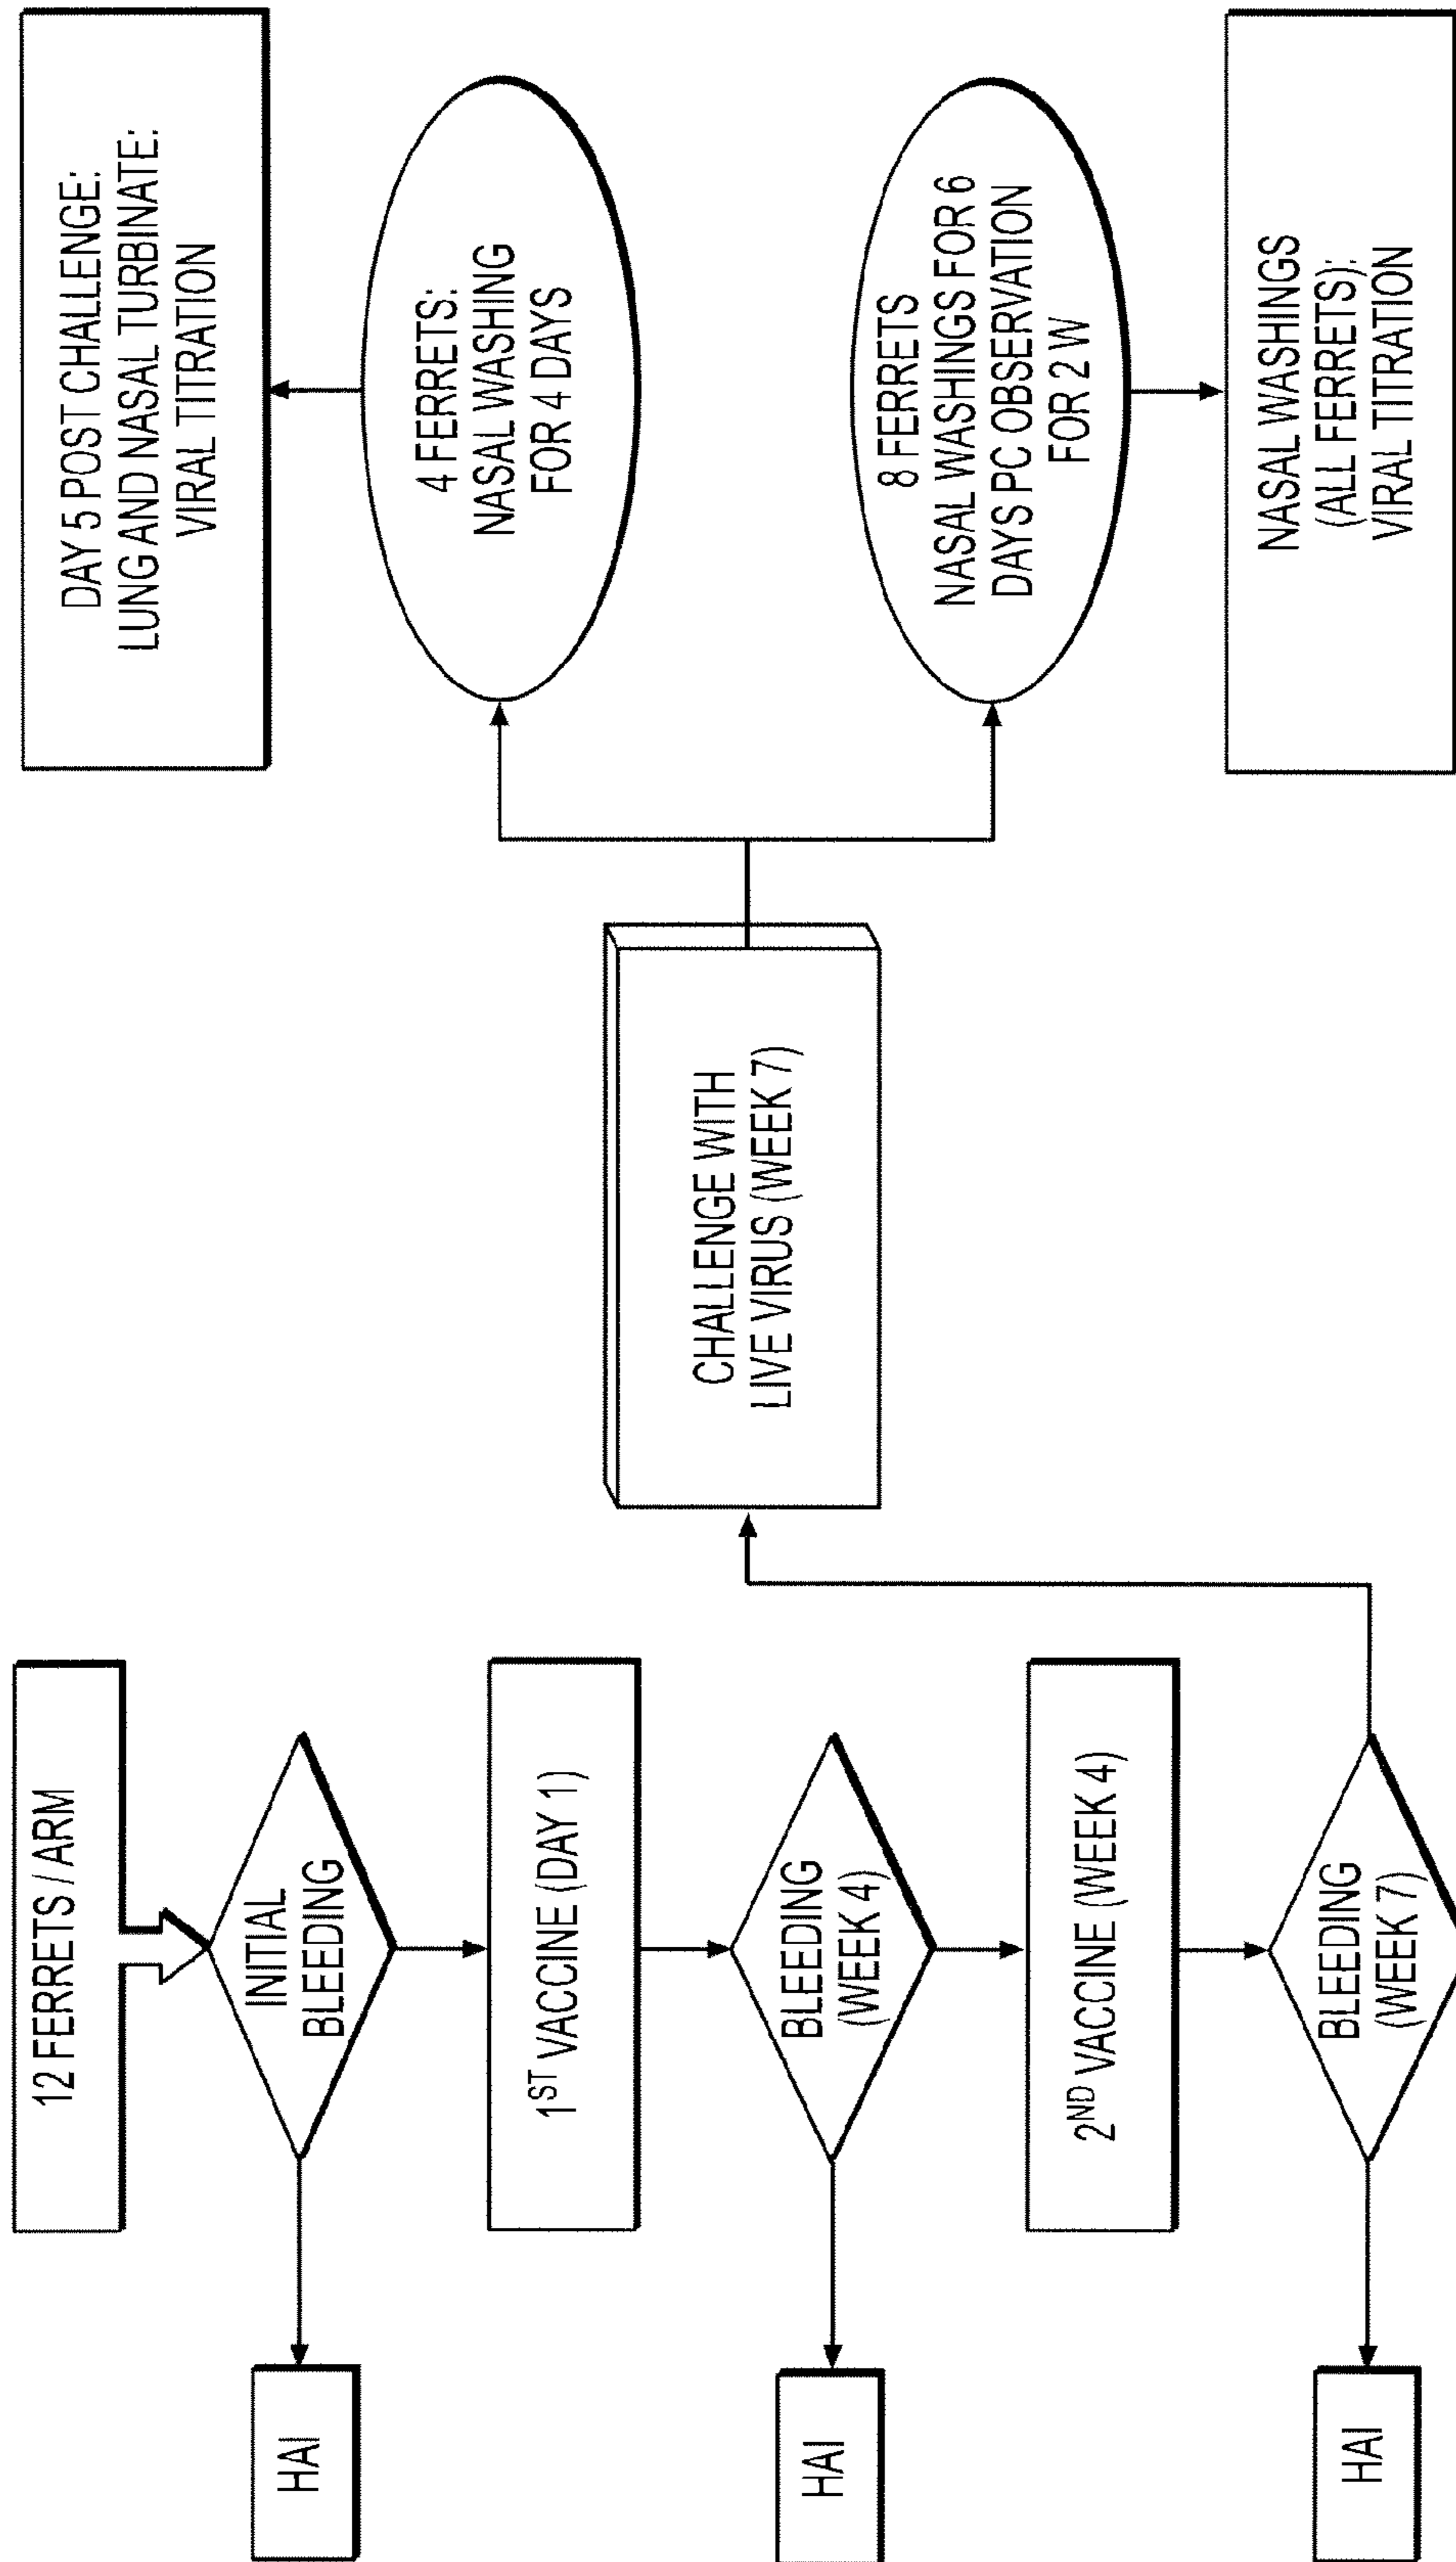 12 FERRETS / ARM
INITIAL
BLEEDING
HAI
1ST VACCINE (DAY 1)
BLEEDING
(WEEK 4)
HAI
2ND VACCINE (WEEK 4)
BLEEDING
(WEEK 7)
HAI
CHALLENGE WITH
LIVE VIRUS (WEEK 7)
4 FERRETS:
NASAL WASHING
FOR 4 DAYS
DAY 5 POST CHALLENGE:
LUNG AND NASAL TURBINATE:
VIRAL TITRATION
8 FERRETS
NASAL WASHINGS FOR 6
DAYS PC OBSERVATION
FOR 2 W
NASAL WASHINGS
(ALL FERRETS):
VIRAL TITRATION